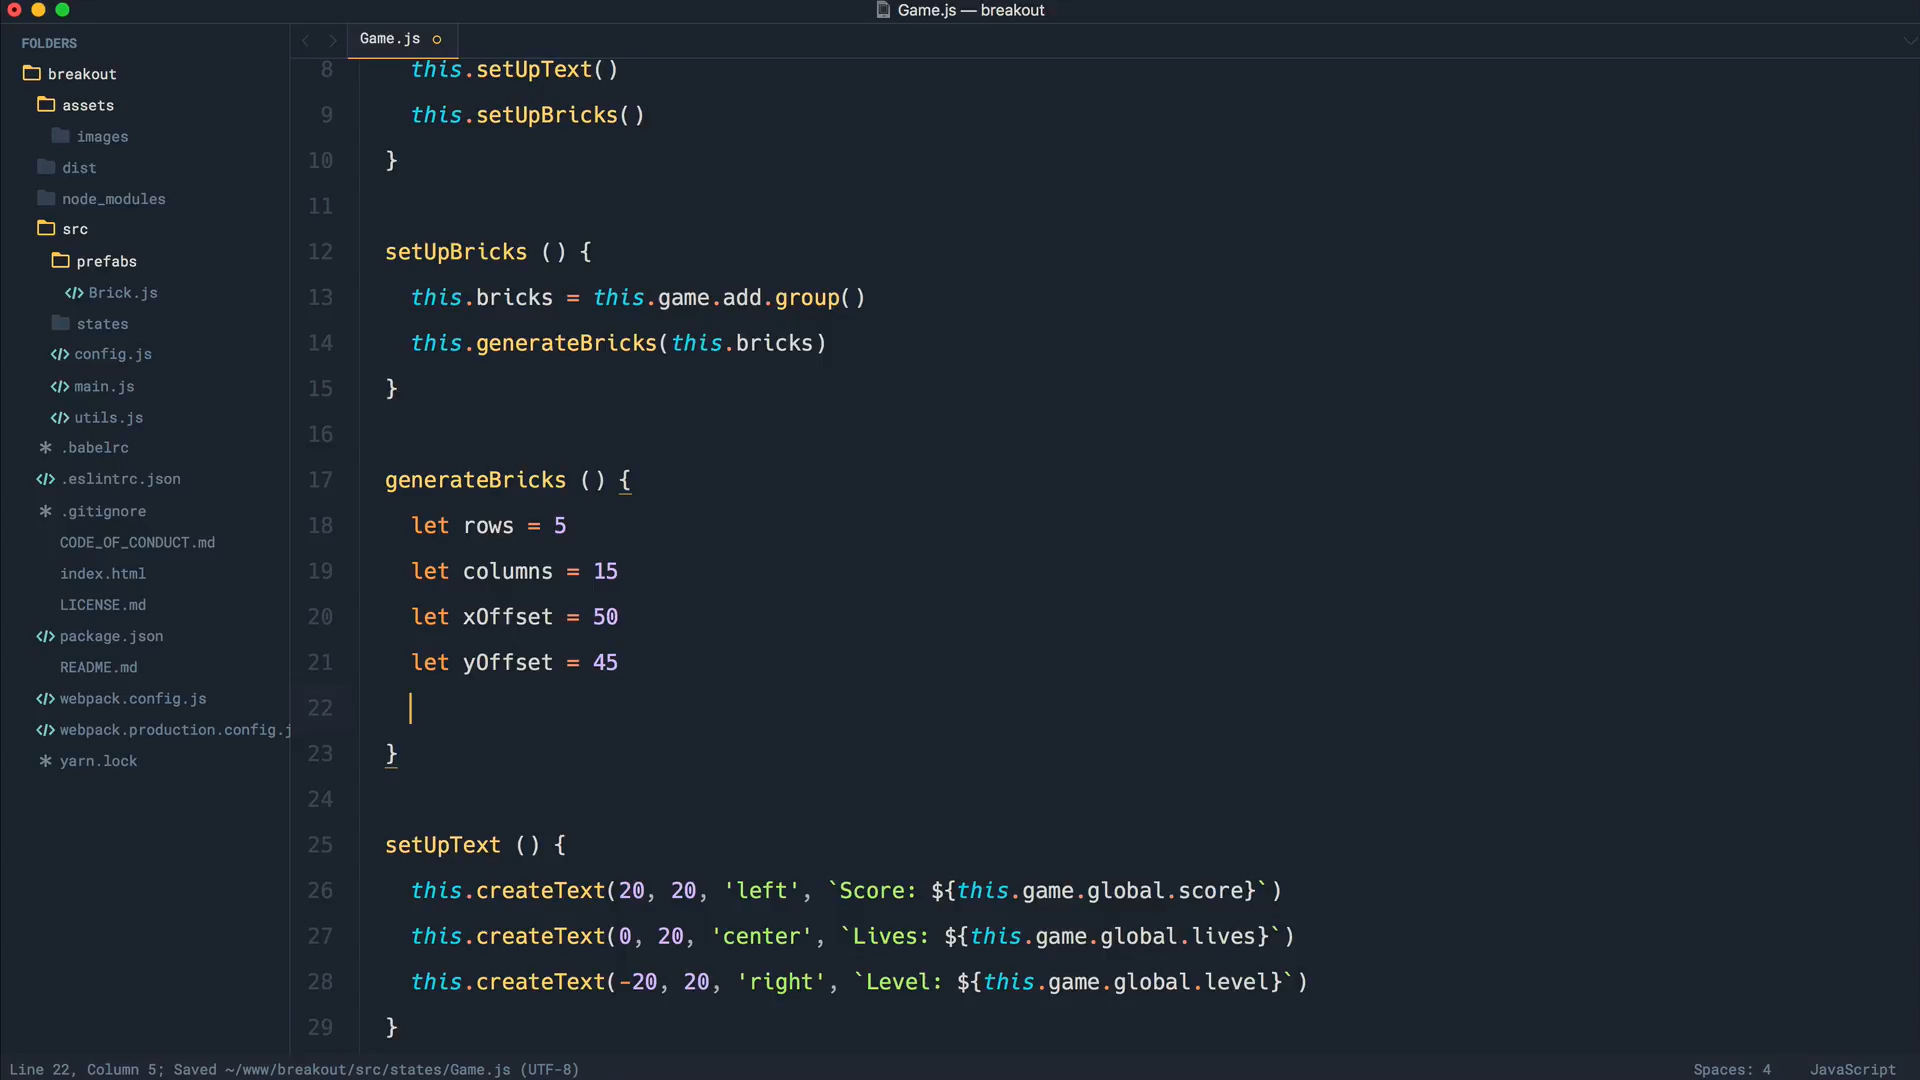 Game.js — breakout
FOLDERS
breakout
assets
images
dist
node_modules
src
prefabs
Brick.js
states
config.js
main.js
utils.js
.babelrc
.eslintrc.json
.gitignore
CODE_OF_CONDUCT.md
index.html
LICENSE.md
package.json
README.md
webpack.config.js
webpack.production.config.j
yarn.lock
Game.js
8 this.setUpText()
9 this.setUpBricks()
10 }
11
12 setUpBricks () {
13 this.bricks = this.game.add.group()
14 this.generateBricks(this.bricks)
15 }
16
17 generateBricks () {
18 let rows = 5
19 let columns = 15
20 let xOffset = 50
21 let yOffset = 45
22
23 }
24
25 setUpText () {
26 this.createText(20, 20, 'left', `Score: ${this.game.global.score}`)
27 this.createText(0, 20, 'center', `Lives: ${this.game.global.lives}`)
28 this.createText(-20, 20, 'right', `Level: ${this.game.global.level}`)
29 }
Line 22, Column 5; Saved ~/www/breakout/src/states/Game.js (UTF-8)
Spaces: 4
JavaScript